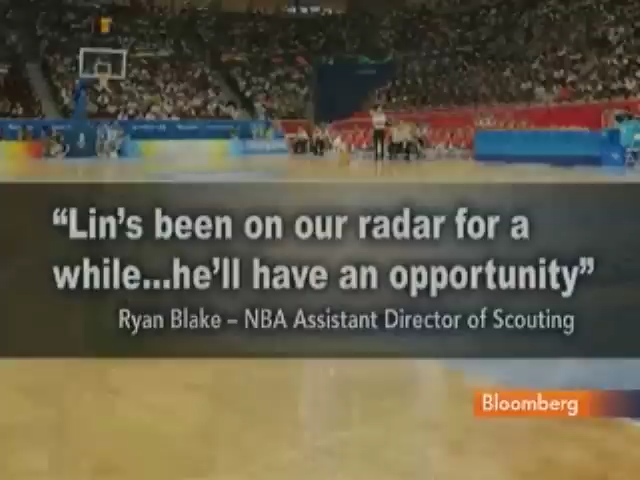 “Lin’s been on our radar for a
while...he’ll have an opportunity”
Ryan Blake – NBA Assistant Director of Scouting
Bloomberg